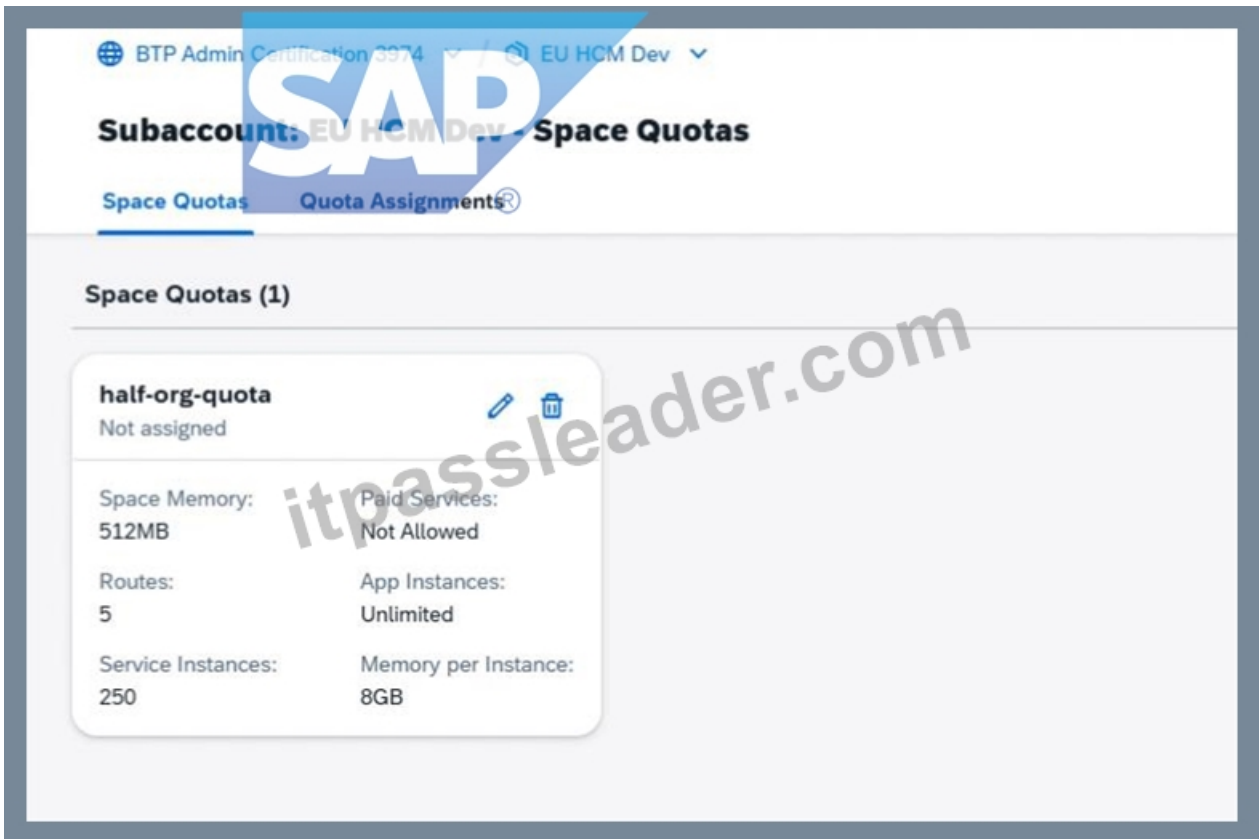 BTP Admin Certification 3974 / EU HCM Dev
SAP
Subaccount: EU HCM Dev - Space Quotas
Space Quotas Quota Assignments®
Space Quotas (1)
half-org-quota
Not assigned
Space Memory: Paid Services:
512MB Not Allowed
Routes: App Instances:
5 Unlimited
Service Instances: Memory per Instance:
250 8GB
itpassleader.com